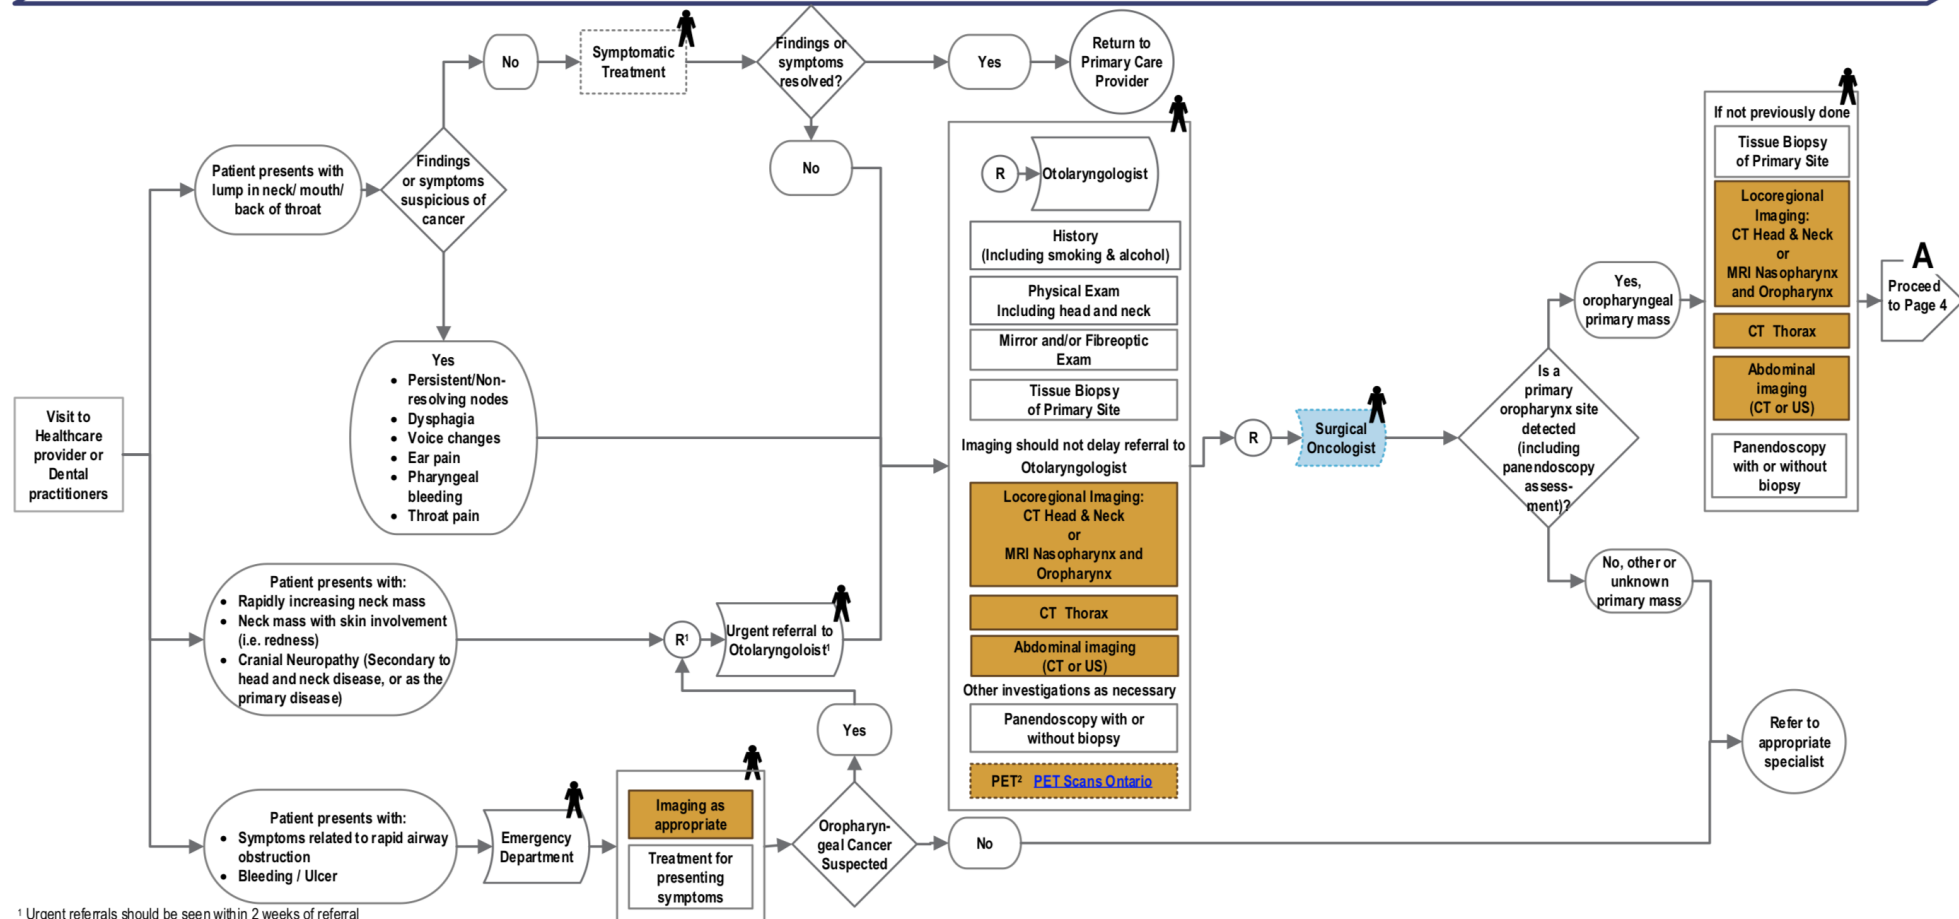 No
Symptomatic
Treatment
Findings or
symptoms
resolved?
Yes
Return to
Primary Care
Provider
No
Patient presents with
lump in neck/ mouth/
back of throat
Findings
or symptoms
suspicious of
cancer
Yes
• Persistent/Non-
resolving nodes
• Dysphagia
• Voice changes
• Ear pain
• Pharyngeal
bleeding
• Throat pain
Visit to
Healthcare
provider or
Dental
practitioners
Patient presents with:
• Rapidly increasing neck mass
• Neck mass with skin involvement
(i.e. redness)
• Cranial Neuropathy (Secondary to
head and neck disease, or as the
primary disease)
R¹
Urgent referral to
Otolaryngoloist¹
Patient presents with:
• Symptoms related to rapid airway
obstruction
• Bleeding / Ulcer
Emergency
Department
Imaging as
appropriate
Treatment for
presenting
symptoms
Oropharyn-
geal Cancer
Suspected
Yes
No
R
Otolaryngologist
History
(Including smoking & alcohol)
Physical Exam
Including head and neck
Mirror and/or Fibreoptic
Exam
Tissue Biopsy
of Primary Site
Imaging should not delay referral to
Otolaryngologist
Locoregional Imaging:
CT Head & Neck
or
MRI Nasopharynx and
Oropharynx
CT Thorax
Abdominal imaging
(CT or US)
Other investigations as necessary
Panendoscopy with or
without biopsy
PET² PET Scans Ontario
R
Surgical
Oncologist
Is a
primary
oropharynx site
detected
(including
panendoscopy
assess-
ment)?
Yes,
oropharyngeal
primary mass
If not previously done
Tissue Biopsy
of Primary Site
Locoregional
Imaging:
CT Head & Neck
or
MRI Nasopharynx
and Oropharynx
CT Thorax
Abdominal
imaging
(CT or US)
Panendoscopy
with or without
biopsy
A
Proceed
to Page 4
No, other or
unknown
primary mass
Refer to
appropriate
specialist
¹ Urgent referrals should be seen within 2 weeks of referral